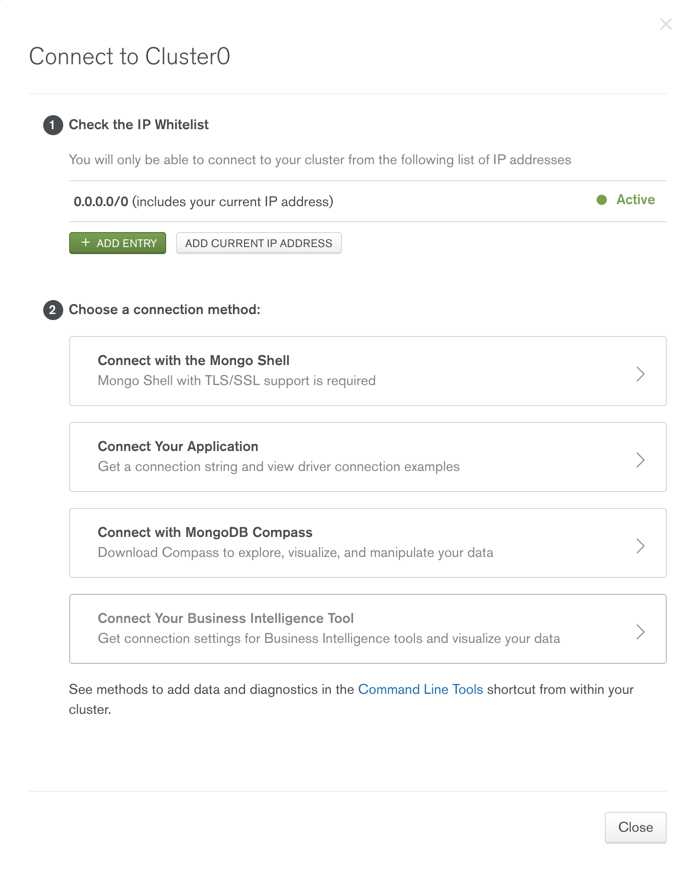 Connect to Cluster0
1 Check the IP Whitelist
You will only be able to connect to your cluster from the following list of IP addresses
0.0.0.0/0 (includes your current IP address)
Active
+ ADD ENTRY
ADD CURRENT IP ADDRESS
2 Choose a connection method:
Connect with the Mongo Shell
Mongo Shell with TLS/SSL support is required
Connect Your Application
Get a connection string and view driver connection examples
Connect with MongoDB Compass
Download Compass to explore, visualize, and manipulate your data
Connect Your Business Intelligence Tool
Get connection settings for Business Intelligence tools and visualize your data
See methods to add data and diagnostics in the Command Line Tools shortcut from within your
cluster.
Close